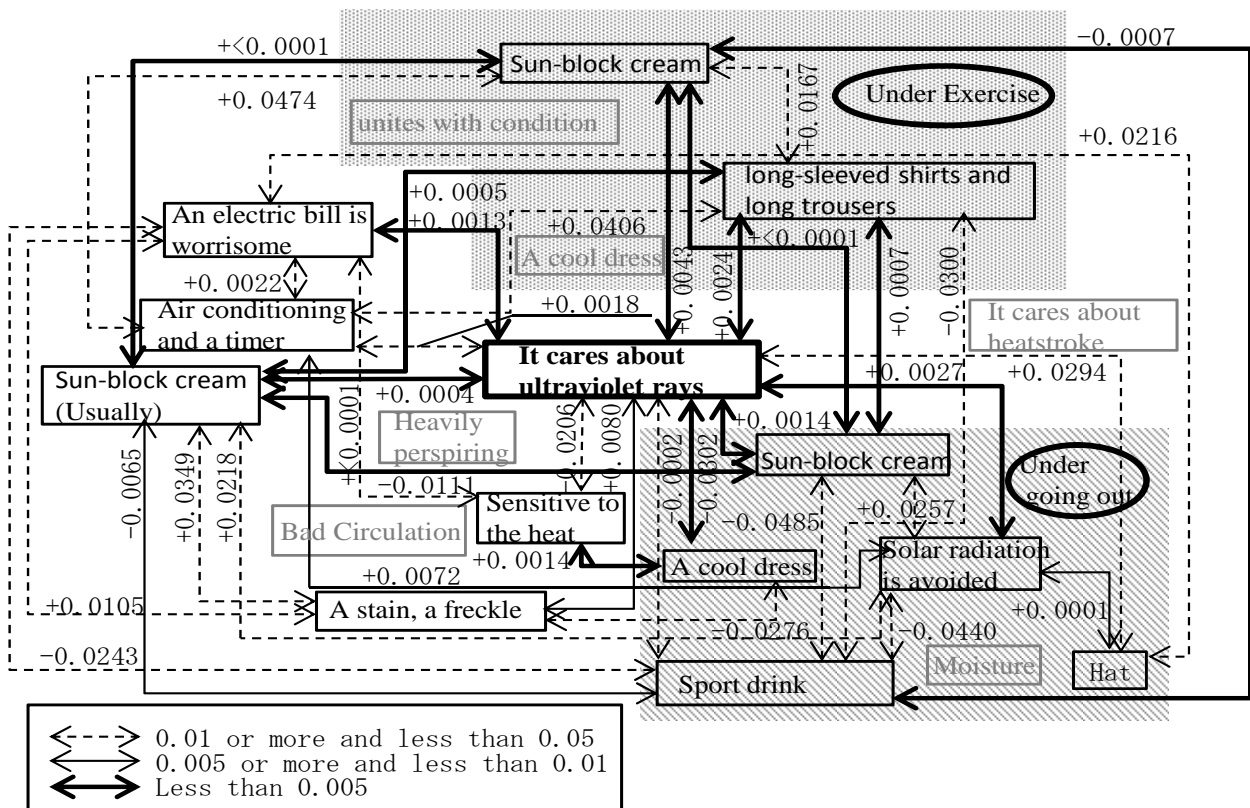 +<0.0001
-0.0007
Sun-block cream
+0.0474
+0.0167
Under Exercise
unites with condition
+0.0216
long-sleeved shirts and
long trousers
+0.0005
An electric bill is
worrisome
+0.0013
+0.0406
+<0.0001
A cool dress
+0.0043
+0.0024
+0.0007
-0.0300
+0.0022
+0.0018
Air conditioning
and a timer
It cares about
heatstroke
It cares about
ultraviolet rays
Sun-block cream
(Usually)
+0.0004
+0.0027
+0.0294
+<0.0001
Heavily
perspiring
-0.0206
+0.0080
-0.0002
-0.0302
+0.0014
Sun-block cream
Under
going out
-0.0065
+0.0349
+0.0218
-0.0111
Sensitive to
the heat
-0.0485
+0.0257
Bad Circulation
+0.0014
A cool dress
Solar radiation
is avoided
+0.0072
A stain, a freckle
+0.0105
+0.0001
-0.0276
-0.0440
-0.0243
Moisture
Hat
Sport drink
0.01 or more and less than 0.05
0.005 or more and less than 0.01
Less than 0.005